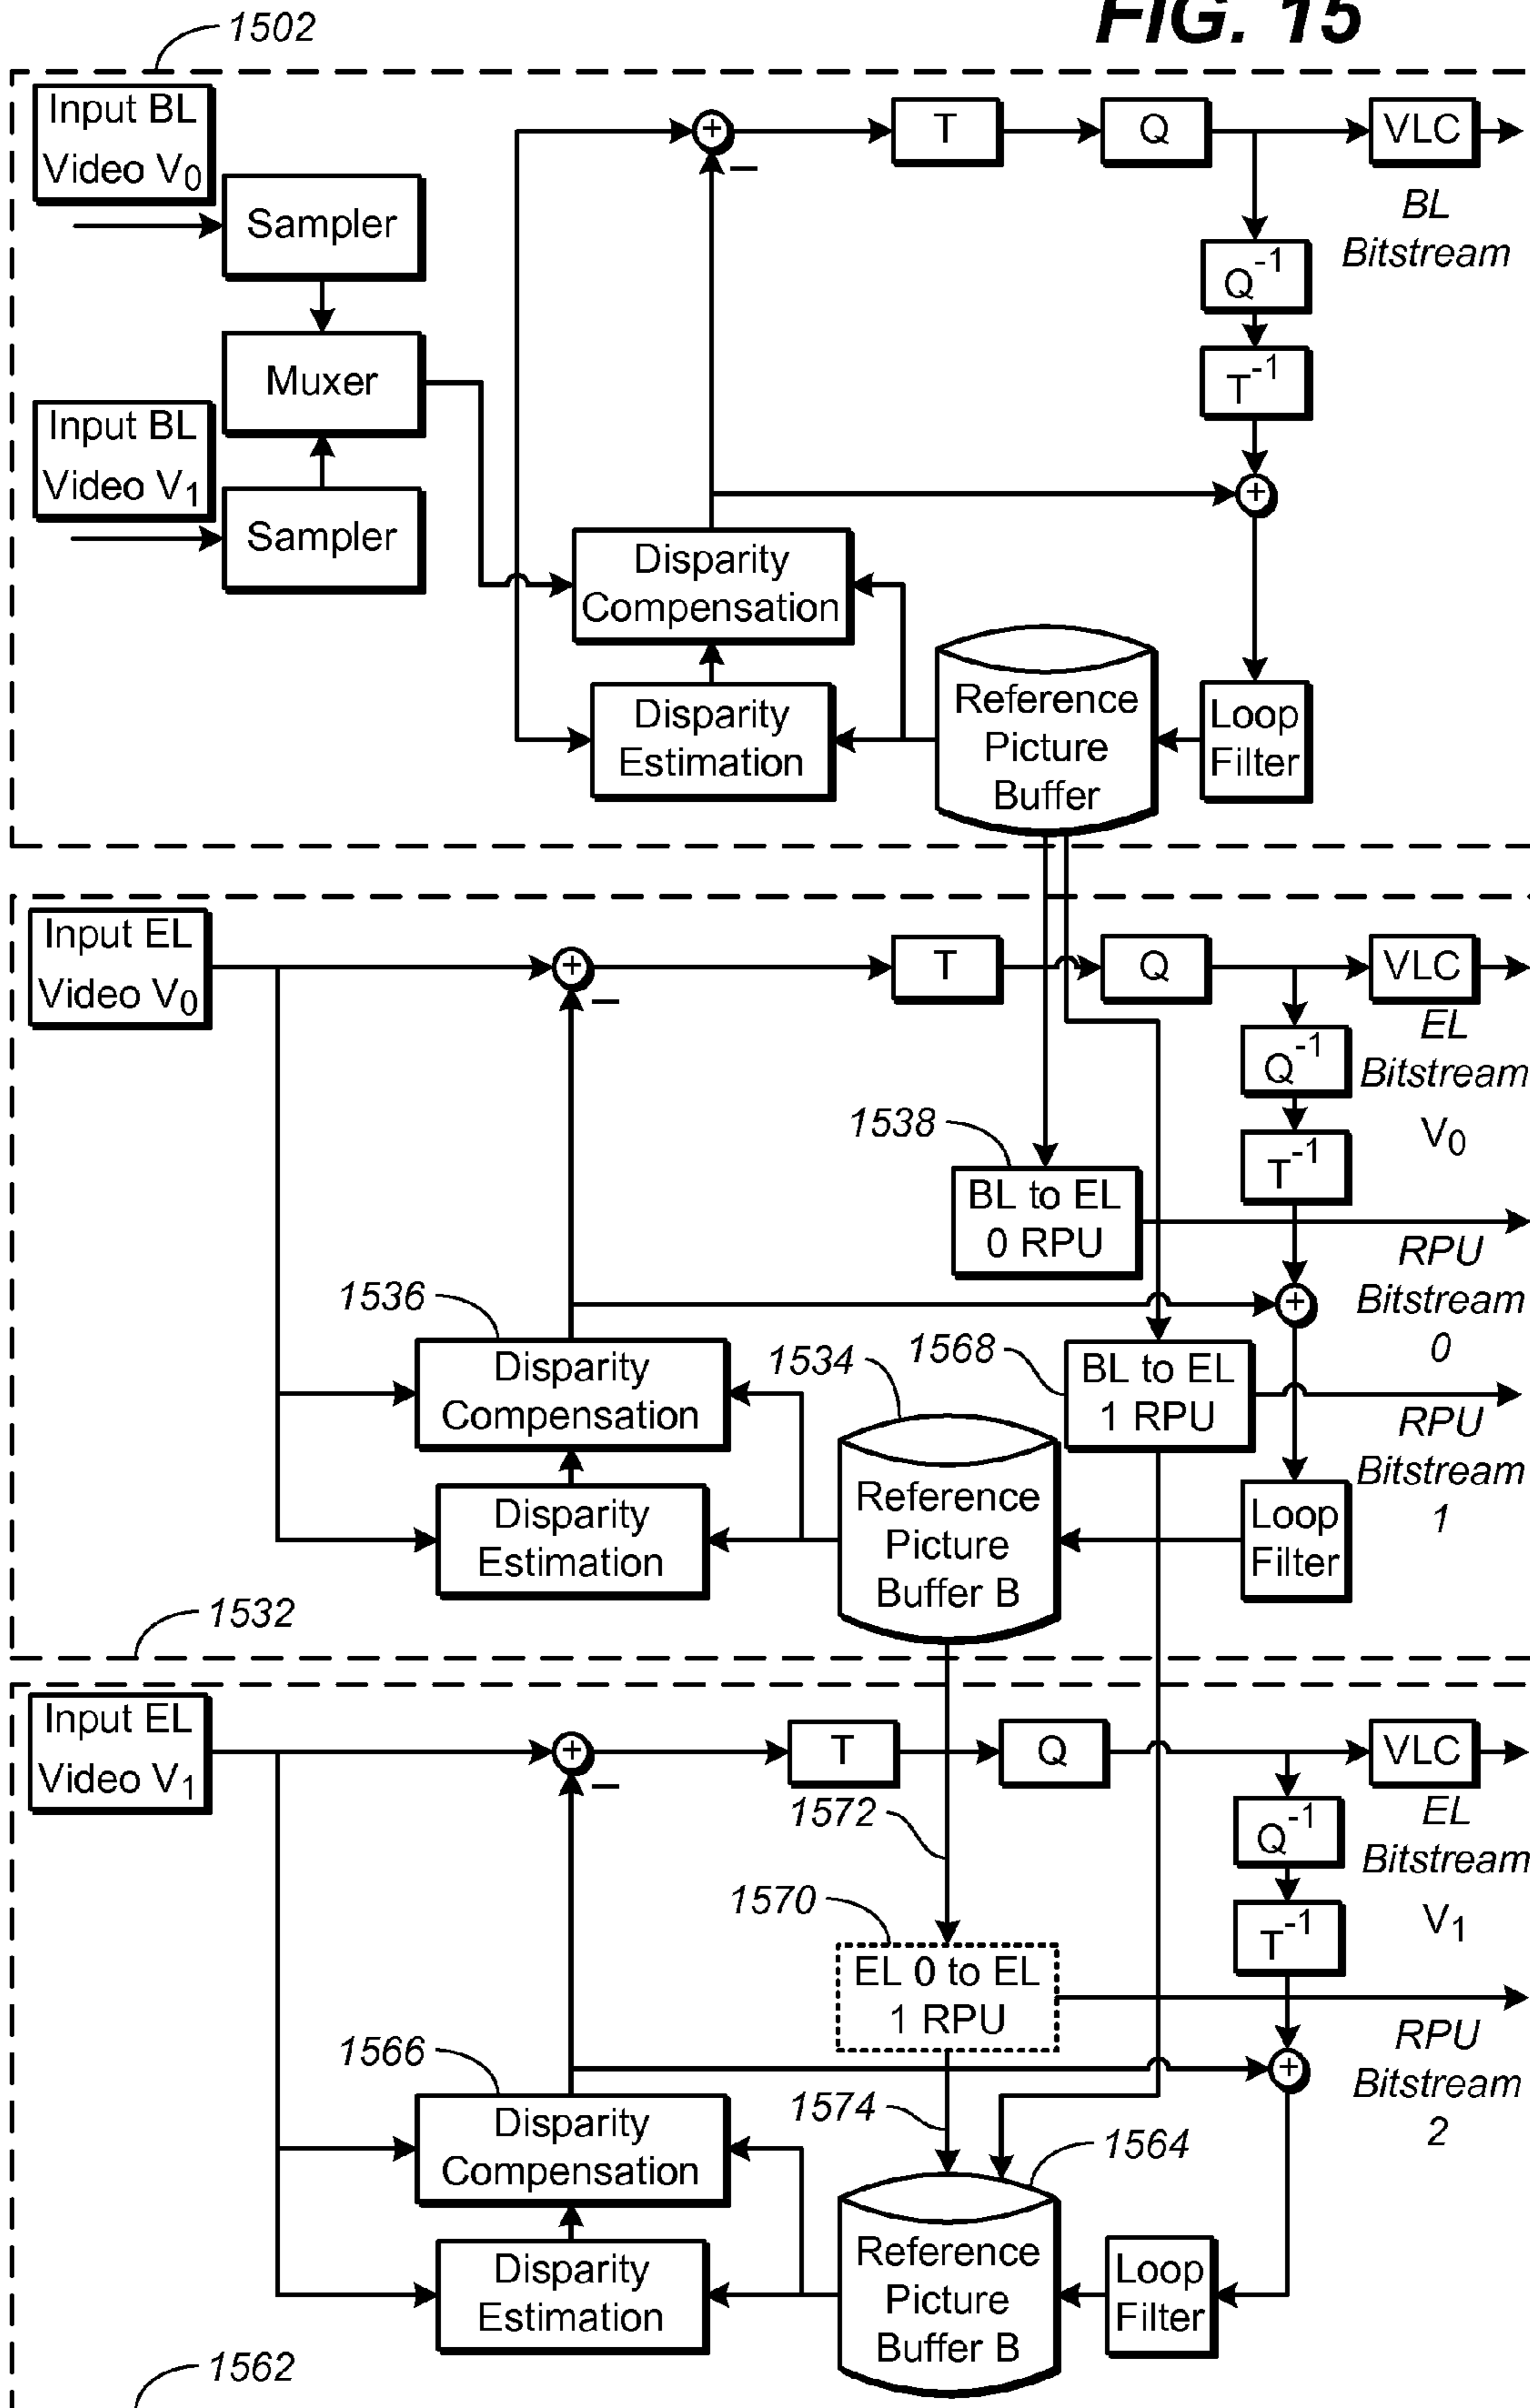 FIG. 15
1502
Input BL
Video V0
Sampler
Muxer
Input BL
Video V1
Sampler
+
−
T
Q
VLC
BL
Bitstream
Q-1
T-1
+
Disparity
Compensation
Disparity
Estimation
Reference
Picture
Buffer
Loop
Filter
Input EL
Video V0
+
−
T
Q
VLC
EL
Bitstream
V0
Q-1
T-1
1538
BL to EL
0 RPU
RPU
Bitstream
0
+
1536
Disparity
Compensation
1534
1568
BL to EL
1 RPU
RPU
Bitstream
1
Disparity
Estimation
Reference
Picture
Buffer B
Loop
Filter
1532
Input EL
Video V1
+
−
T
Q
VLC
EL
Bitstream
V1
1572
Q-1
T-1
1570
EL 0 to EL
1 RPU
RPU
Bitstream
2
+
1566
Disparity
Compensation
1574
1564
Disparity
Estimation
Reference
Picture
Buffer B
Loop
Filter
1562